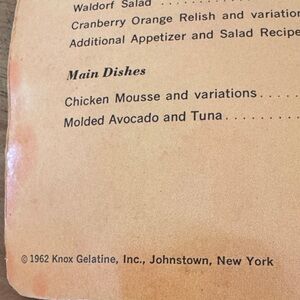 Waldorf Salad . . . . . . . . . . . . .
Cranberry Orange Relish and variation
Additional Appetizer and Salad Recipe
Main Dishes
Chicken Mousse and variations . . . .
Molded Avocado and Tuna . . . . . . . .
© 1962 Knox Gelatine, Inc., Johnstown, New York